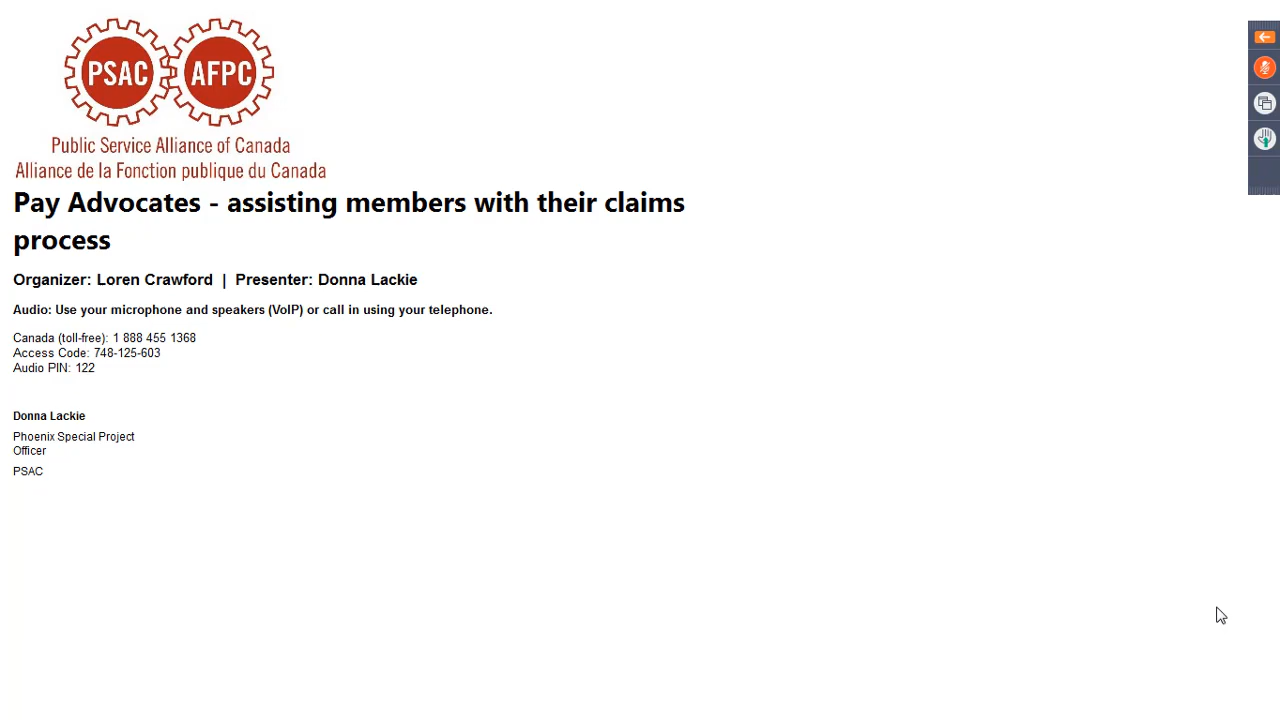 PSAC AFPC
Public Service Alliance of Canada
Alliance de la Fonction publique du Canada
Pay Advocates - assisting members with their claims
process
Organizer: Loren Crawford | Presenter: Donna Lackie
Audio: Use your microphone and speakers (VoIP) or call in using your telephone.
Canada (toll-free): 1 888 455 1368
Access Code: 748-125-603
Audio PIN: 122
Donna Lackie
Phoenix Special Project
Officer
PSAC